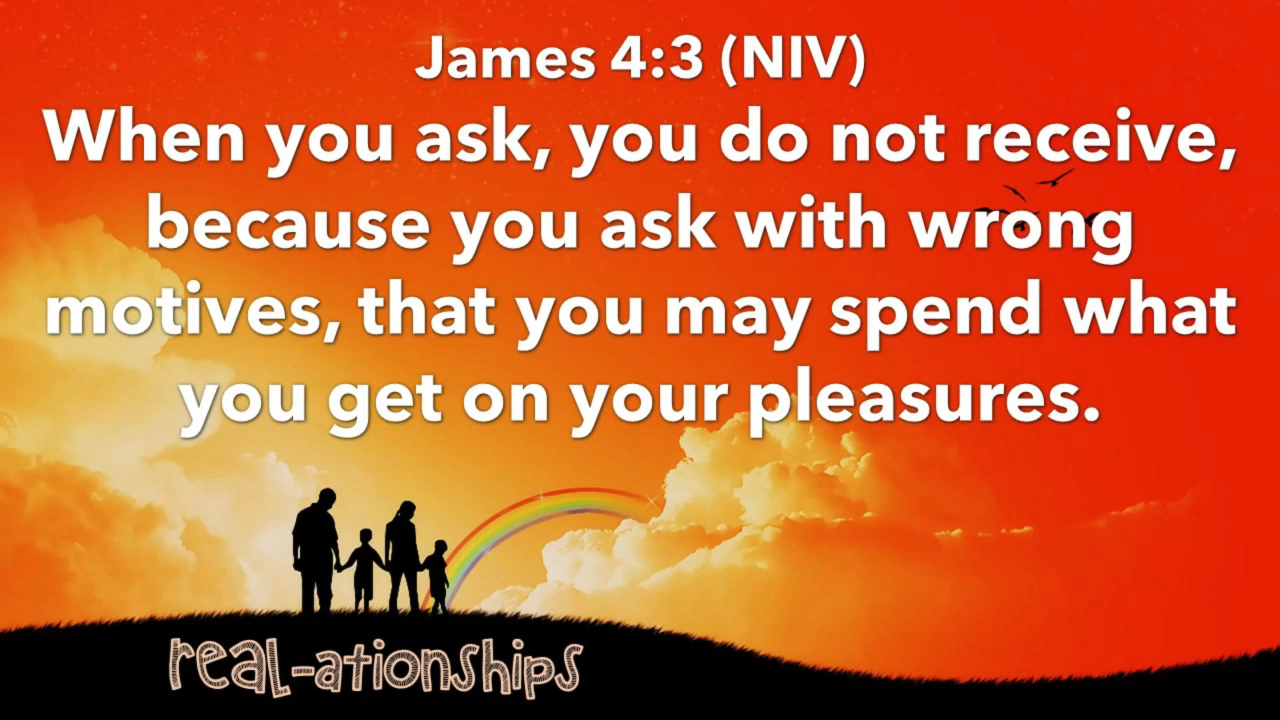 James 4:3 (NIV)
When you ask, you do not receive,
because you ask with wrong
motives, that you may spend what
you get on your pleasures.
real-ationships